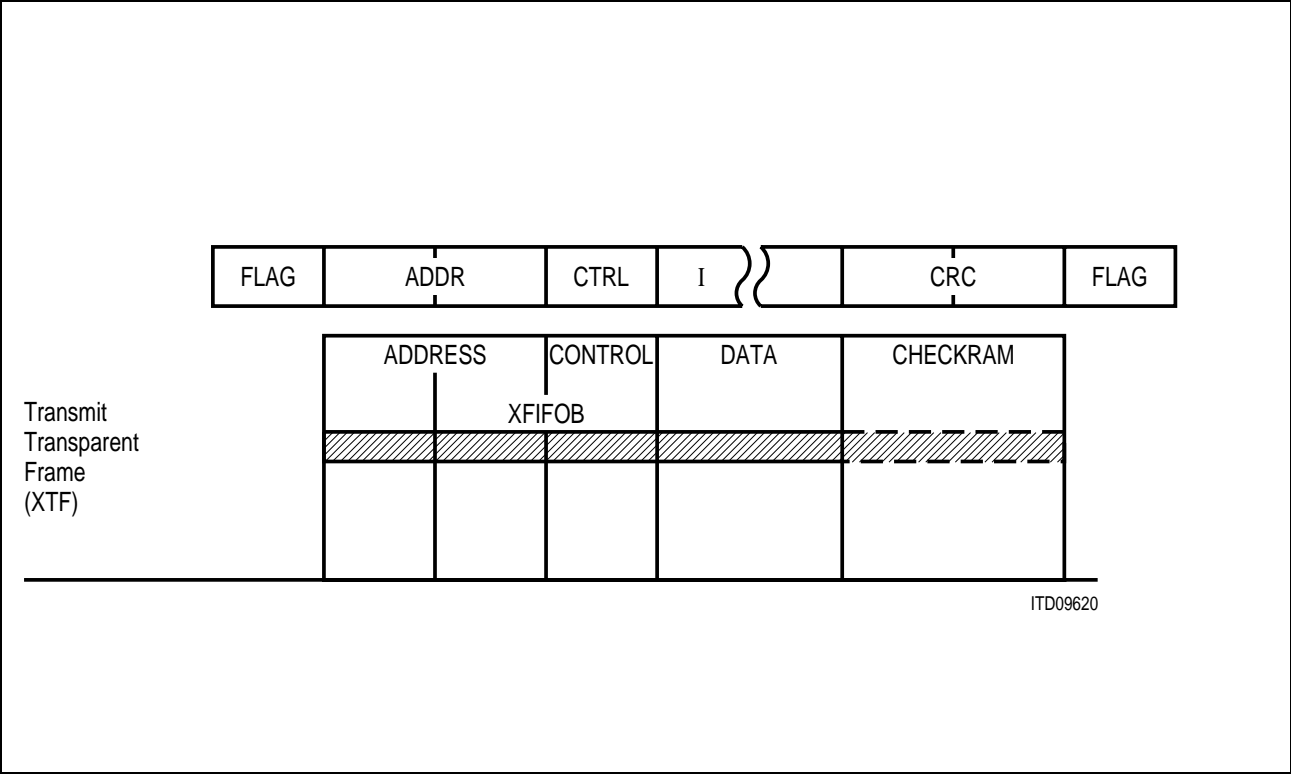 FLAG ADDR CTRL I CRC FLAG
ADDRESS CONTROL DATA CHECKRAM
XFIFOB
Transmit
Transparent
Frame
(XTF)
ITD09620